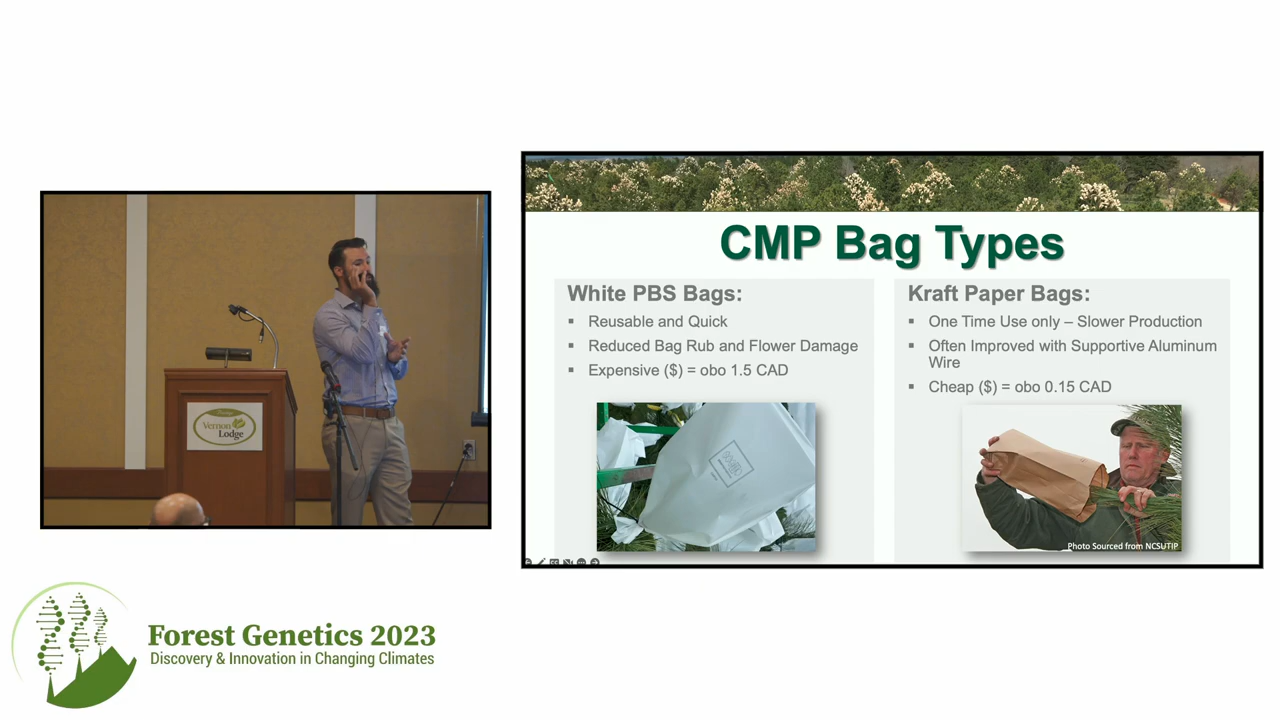 CMP Bag Types
White PBS Bags:
▪ Reusable and Quick
▪ Reduced Bag Rub and Flower Damage
▪ Expensive ($) = obo 1.5 CAD
Kraft Paper Bags:
▪ One Time Use only – Slower Production
▪ Often Improved with Supportive Aluminum
Wire
▪ Cheap ($) = obo 0.15 CAD
Photo Sourced from NCSUTIP
Vernon
Lodge
Forest Genetics 2023
Discovery & Innovation in Changing Climates